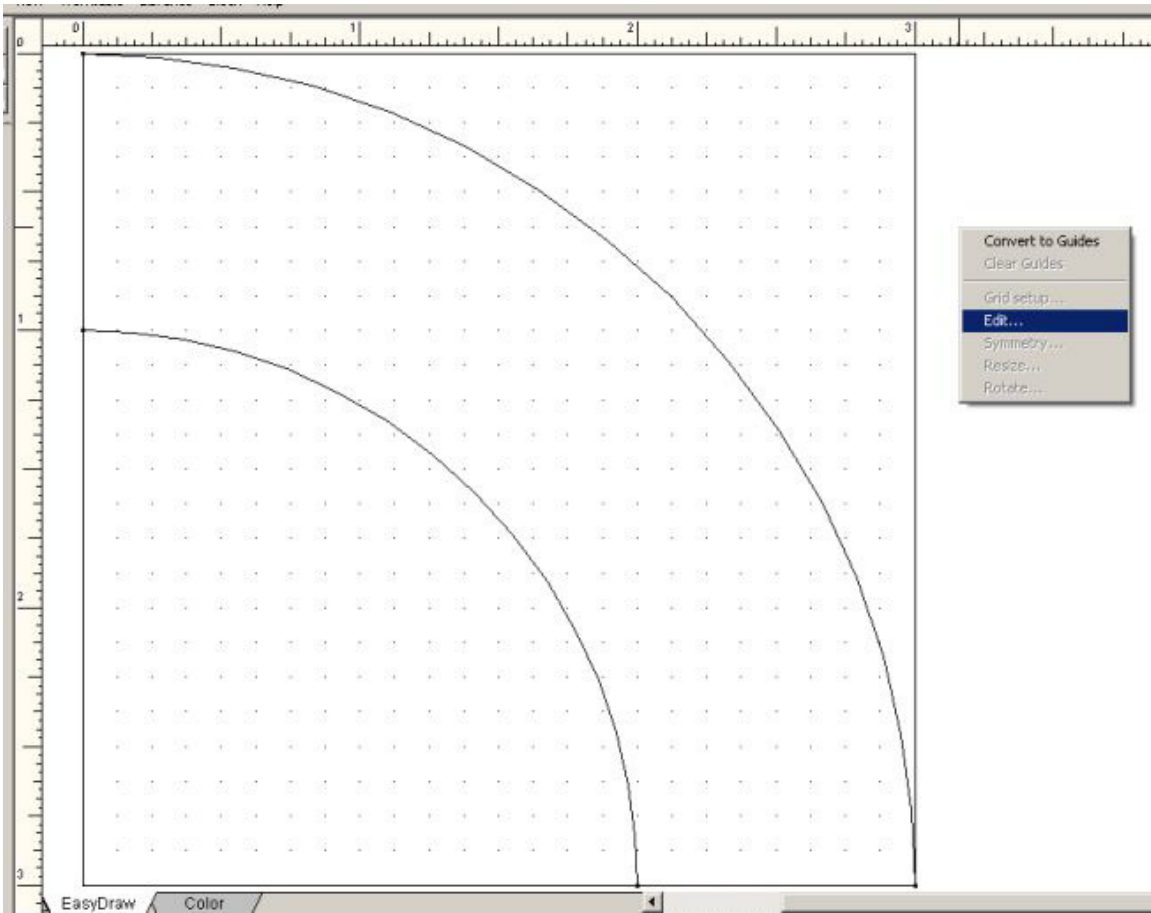 0 1 2 3
0
Convert to Guides
Clear Guides
Grid setup...
1
Edit...
Symmetry...
Resize...
Rotate...
2
3
EasyDraw Color